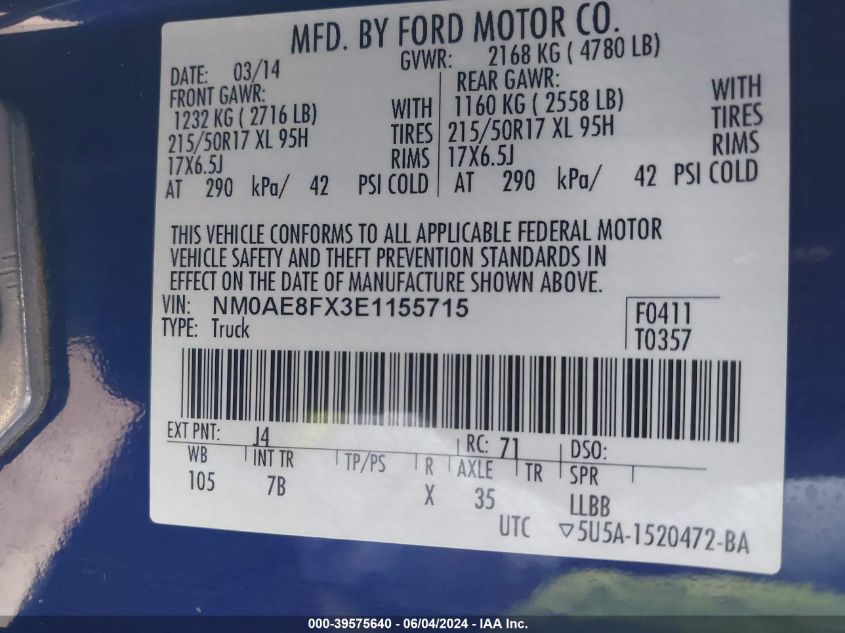 MFD. BY FORD MOTOR CO.
DATE: 03/14 GVWR: 2168 KG ( 4780 LB)
FRONT GAWR: REAR GAWR:
1232 KG ( 2716 LB) WITH 1160 KG ( 2558 LB) WITH
215/50R17 XL 95H TIRES 215/50R17 XL 95H TIRES
17X6.5J RIMS 17X6.5J RIMS
AT 290 kPa/ 42 PSI COLD AT 290 kPa/ 42 PSI COLD
THIS VEHICLE CONFORMS TO ALL APPLICABLE FEDERAL MOTOR
VEHICLE SAFETY AND THEFT PREVENTION STANDARDS IN
EFFECT ON THE DATE OF MANUFACTURE SHOWN ABOVE.
VIN: NM0AE8FX3E1155715 F0411
TYPE: Truck T0357
EXT PNT: J4 RC: 71 DSO:
WB INT TR TP/PS R AXLE TR SPR
105 7B X 35 LLBB
UTC ▽5U5A-1520472-BA
000-39575640 - 06/04/2024 - IAA Inc.